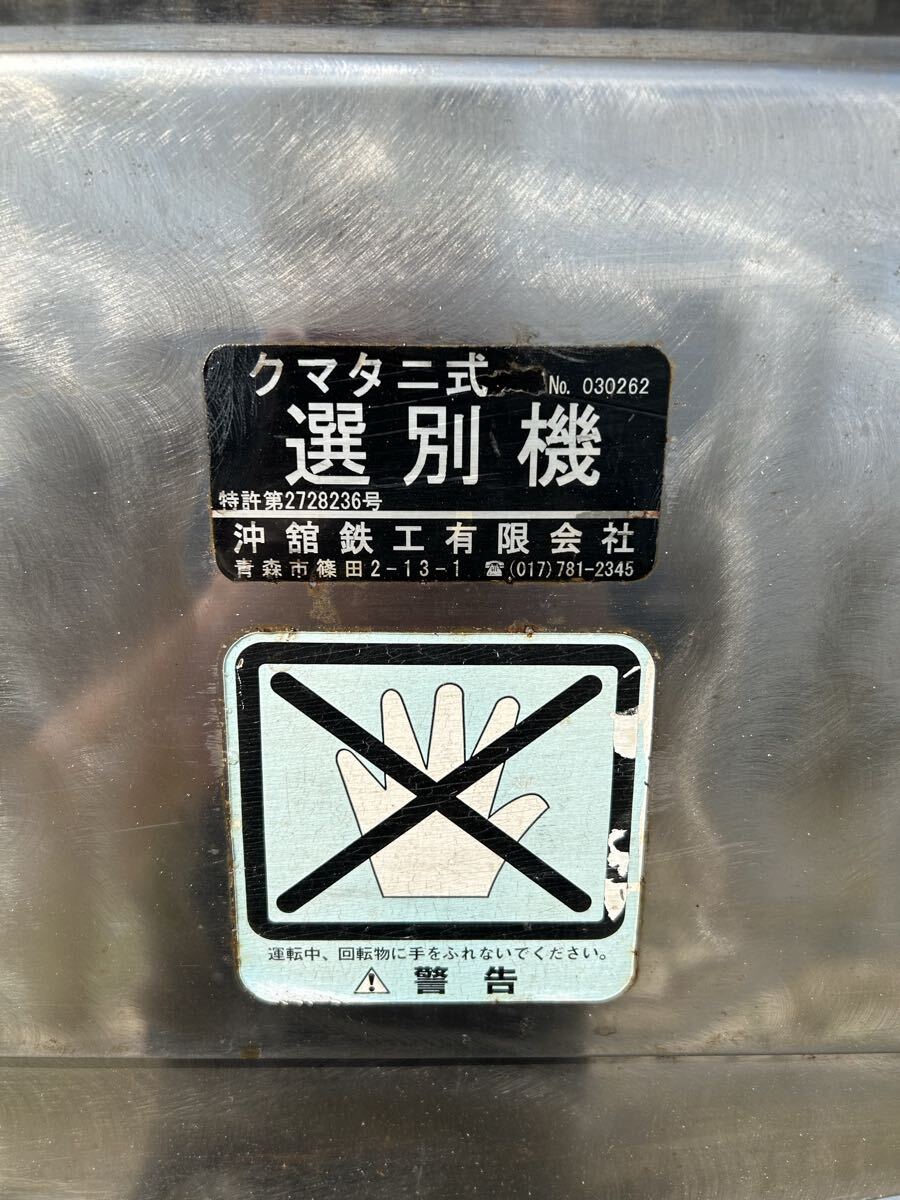 クマタニ式 No. 030262
選別機
特許第2728236号
沖舘鉄工有限会社
青森市篠田2-13-1 ☎(017)781-2345
運転中、回転物に手をふれないでください。
⚠警告